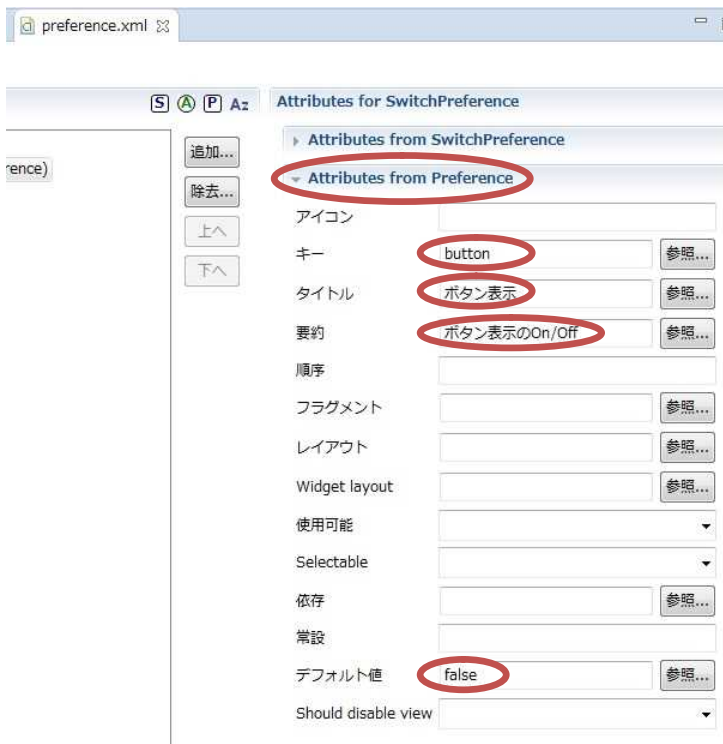 preference.xml
S A P Az
Attributes for SwitchPreference
rence)
追加...
除去...
上へ
下へ
Attributes from SwitchPreference
Attributes from Preference
アイコン
キー button 参照...
タイトル ボタン表示 参照...
要約 ボタン表示のOn/Off 参照...
順序
フラグメント 参照...
レイアウト 参照...
Widget layout 参照...
使用可能
Selectable
依存 参照...
常設
デフォルト値 false 参照...
Should disable view